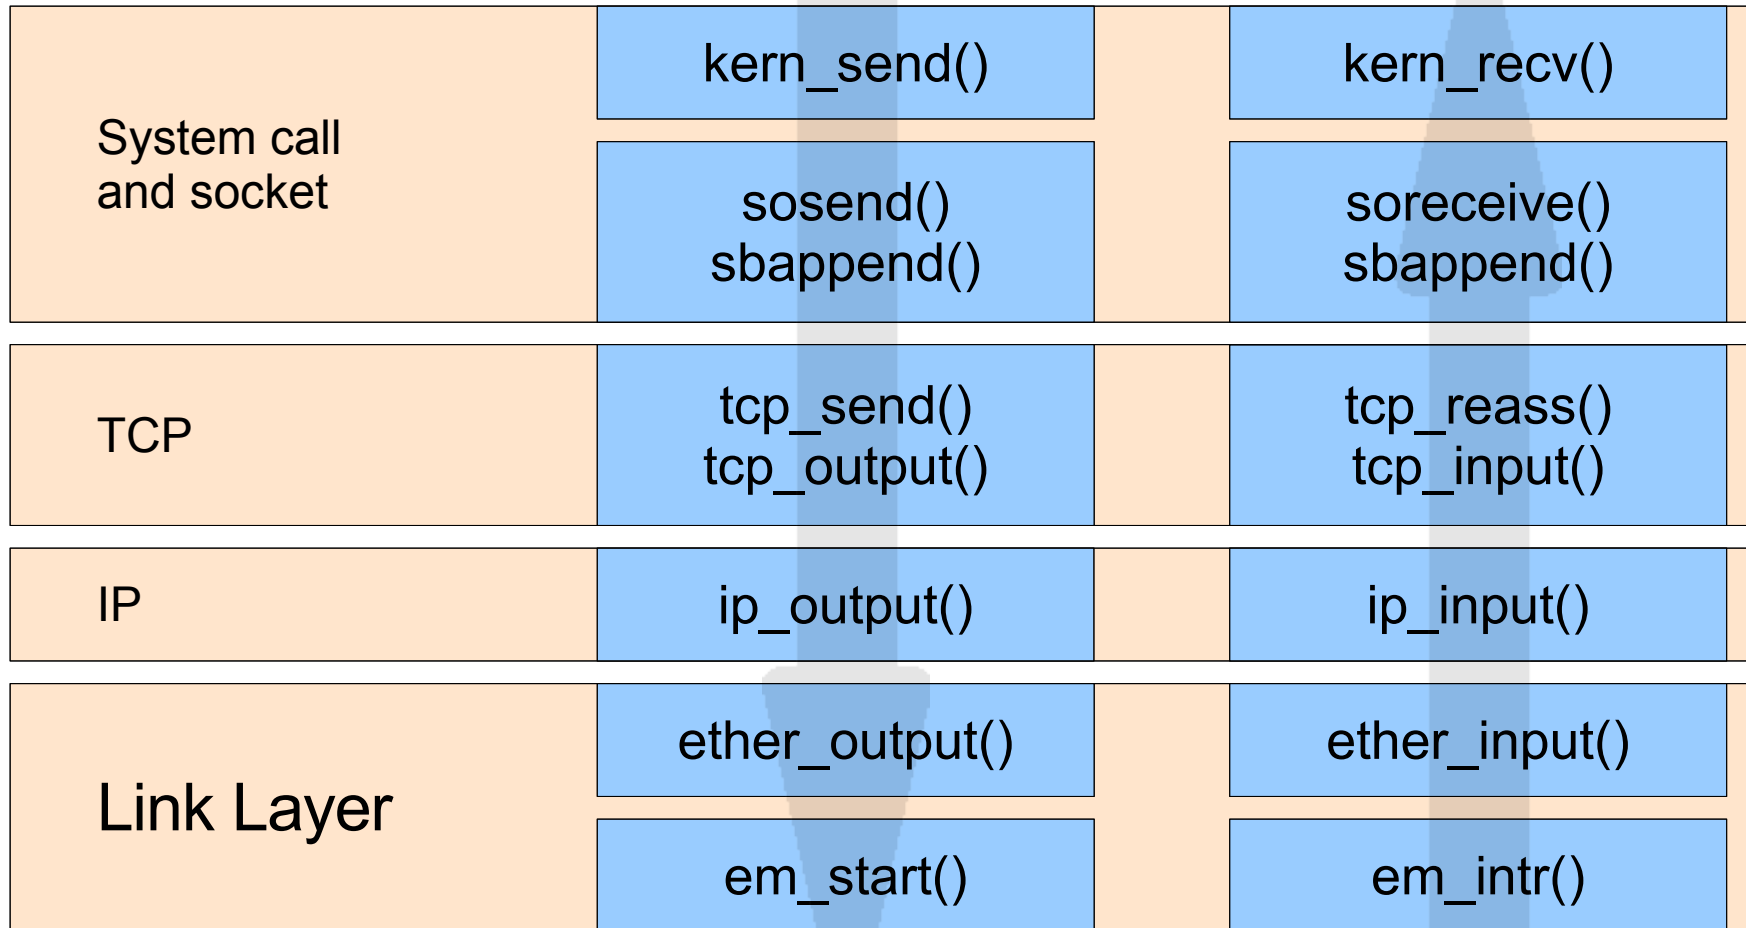 System call
and socket
kern_send()
kern_recv()
sosend()
sbappend()
soreceive()
sbappend()
TCP
tcp_send()
tcp_output()
tcp_reass()
tcp_input()
IP
ip_output()
ip_input()
Link Layer
ether_output()
ether_input()
em_start()
em_intr()